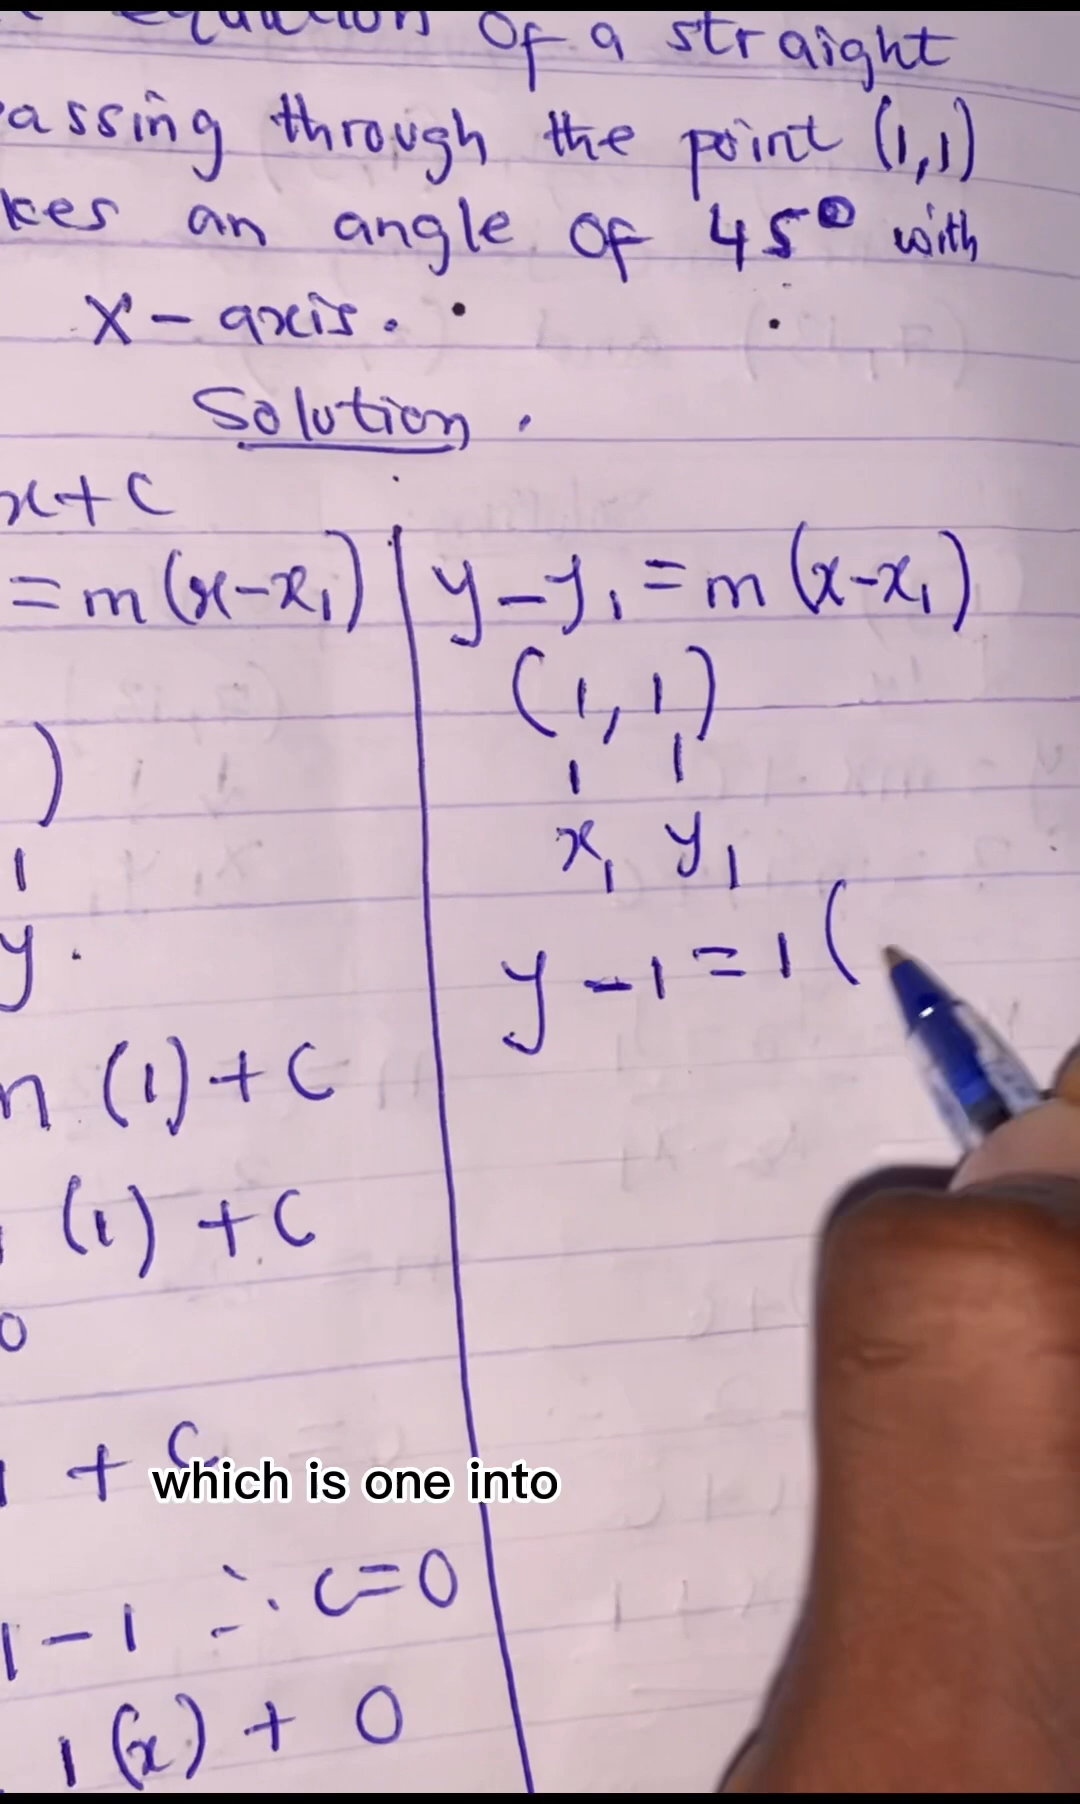 equation of a straight
assing through the point (1,1)
kes an angle of 45° with
X - axis.
Solution.
x + C
= m(x-x₁)
)
1
y.
(1) + C
(1) + C
0
1 + C
1 - 1 ∴ C = 0
1(x) + 0
y - y₁ = m(x-x₁)
(1,1)
x₁ y₁
y - 1 = 1(
which is one into